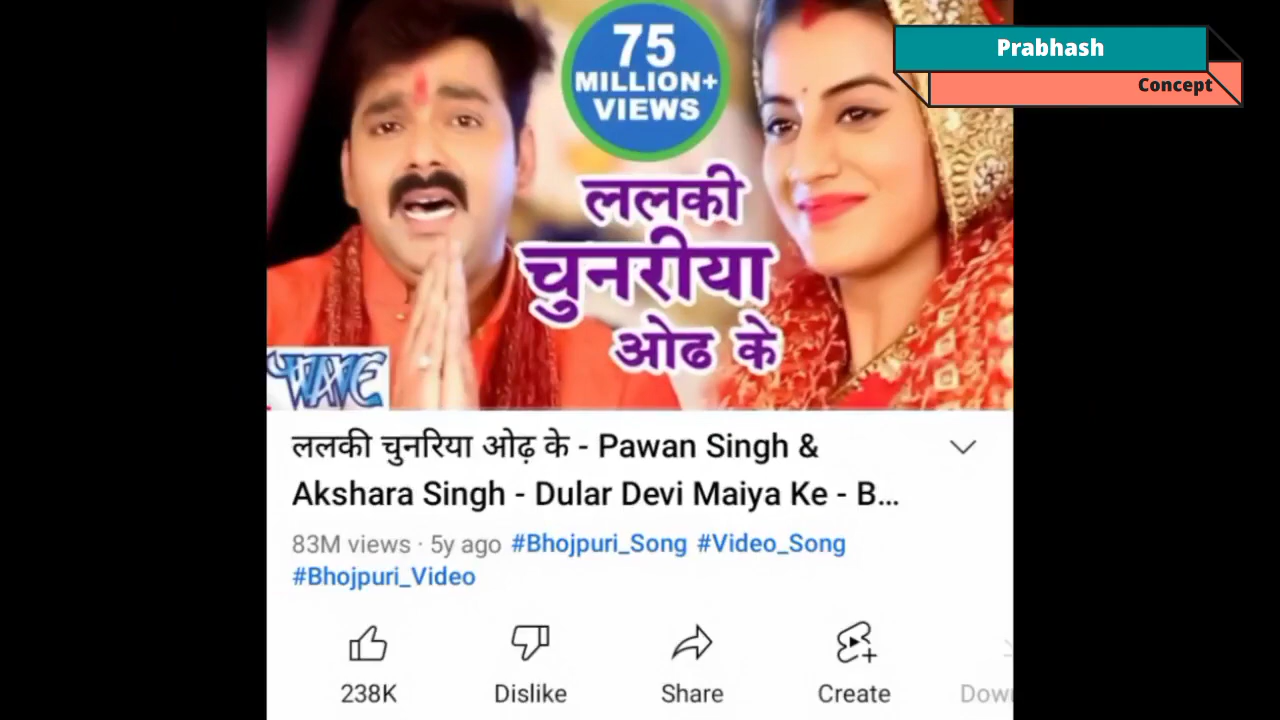 Prabhash
Concept
75
MILLION+
VIEWS
ललकी
चुनरीया
ओढ के
WAVE
ललकी चुनरिया ओढ़ के - Pawan Singh &
Akshara Singh - Dular Devi Maiya Ke - B...
83M views · 5y ago #Bhojpuri_Song #Video_Song
#Bhojpuri_Video
238K Dislike Share Create